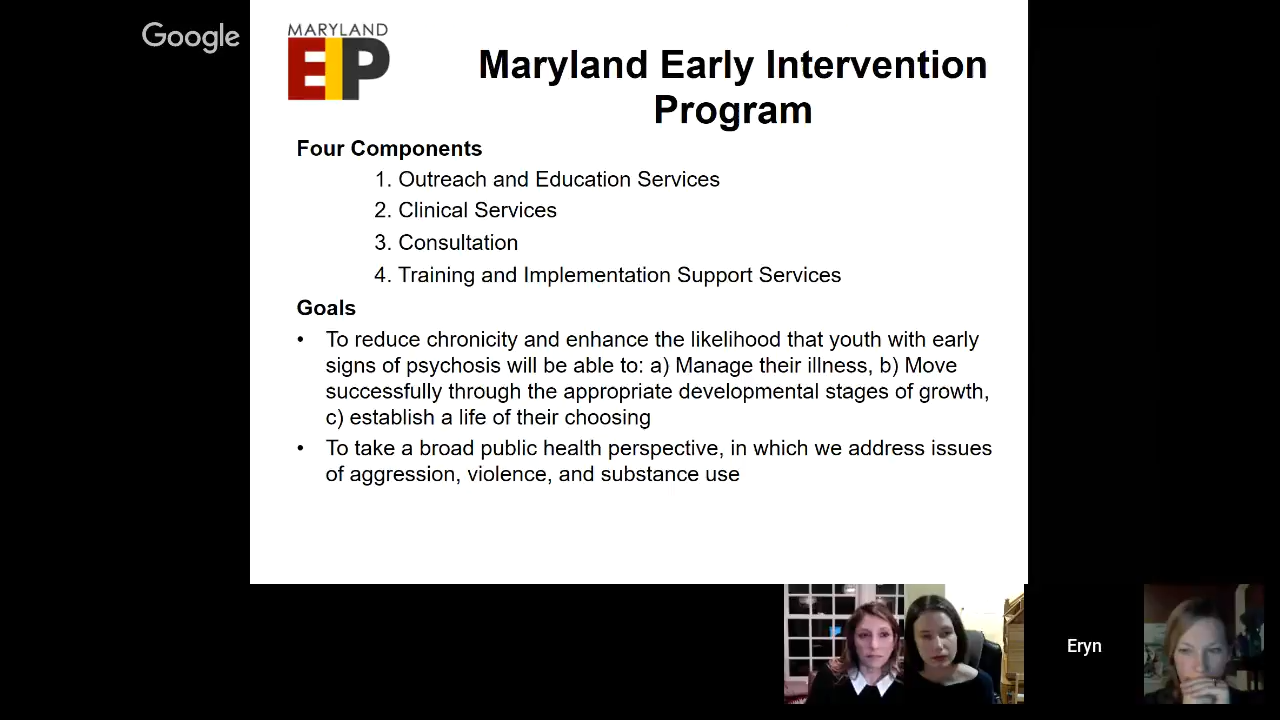 Google
MARYLAND
EIP
Maryland Early Intervention
Program
Four Components
1. Outreach and Education Services
2. Clinical Services
3. Consultation
4. Training and Implementation Support Services
Goals
• To reduce chronicity and enhance the likelihood that youth with early
signs of psychosis will be able to: a) Manage their illness, b) Move
successfully through the appropriate developmental stages of growth,
c) establish a life of their choosing
• To take a broad public health perspective, in which we address issues
of aggression, violence, and substance use
Eryn